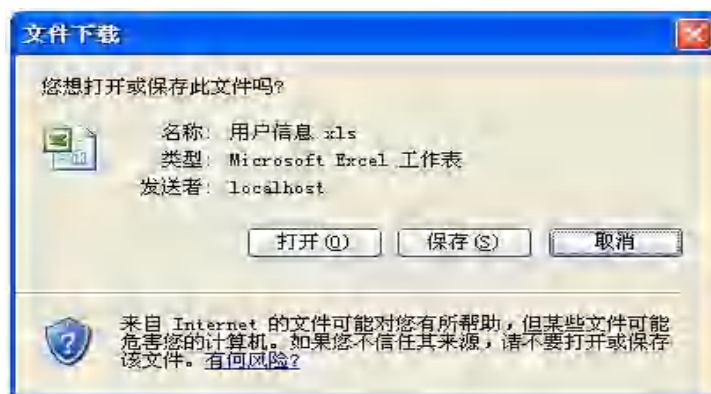 文件下载
您想打开或保存此文件吗?
名称: 用户信息.xls
类型: Microsoft Excel 工作表
发送者: localhost
打开(O) 保存(S) 取消
来自 Internet 的文件可能对您有所帮助，但某些文件可能
危害您的计算机。如果您不信任其来源，请不要打开或保存
该文件。有何风险?